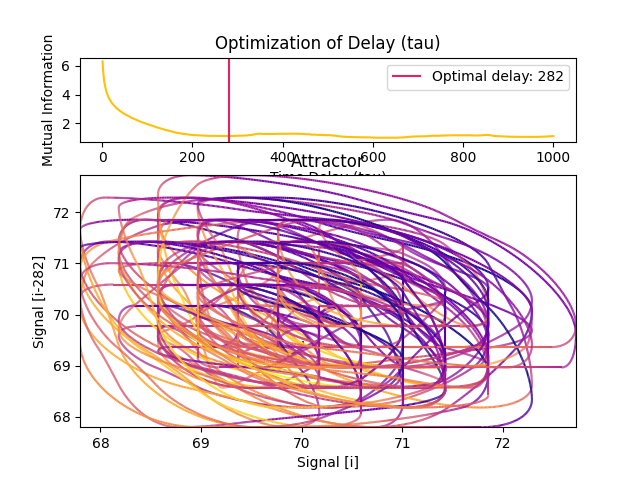 Optimization of Delay (tau)
Mutual Information
6
4
2
Optimal delay: 282
0 200 400 600 800 1000
Time Delay (tau)
Attractor
Signal [i-282]
72
71
70
69
68
68 69 70 71 72
Signal [i]